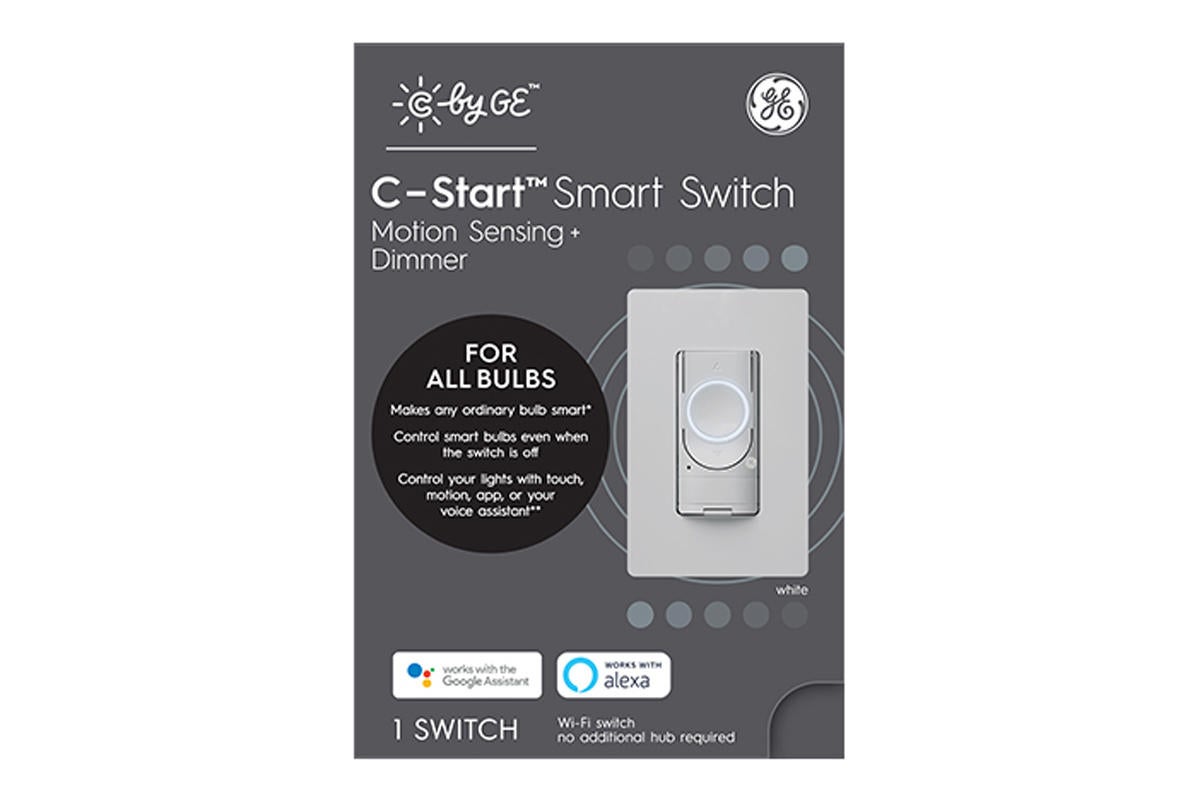 C by GE™
GE
C-Start™ Smart Switch
Motion Sensing +
Dimmer
FOR
ALL BULBS
Makes any ordinary bulb smart*
Control smart bulbs even when
the switch is off
Control your lights with touch,
motion, app, or your
voice assistant**
white
works with the
Google Assistant
WORKS WITH
alexa
1 SWITCH
Wi-Fi switch
no additional hub required